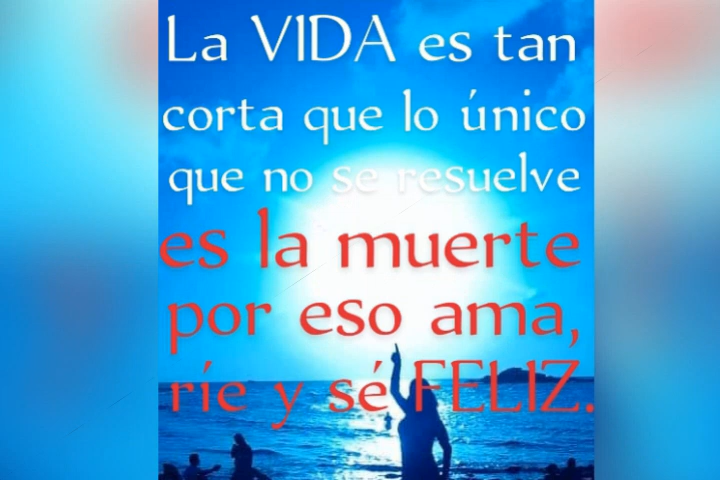 La VIDA es tan
corta que lo único
que no se resuelve
es la muerte
por eso ama,
ríe y sé FELIZ.